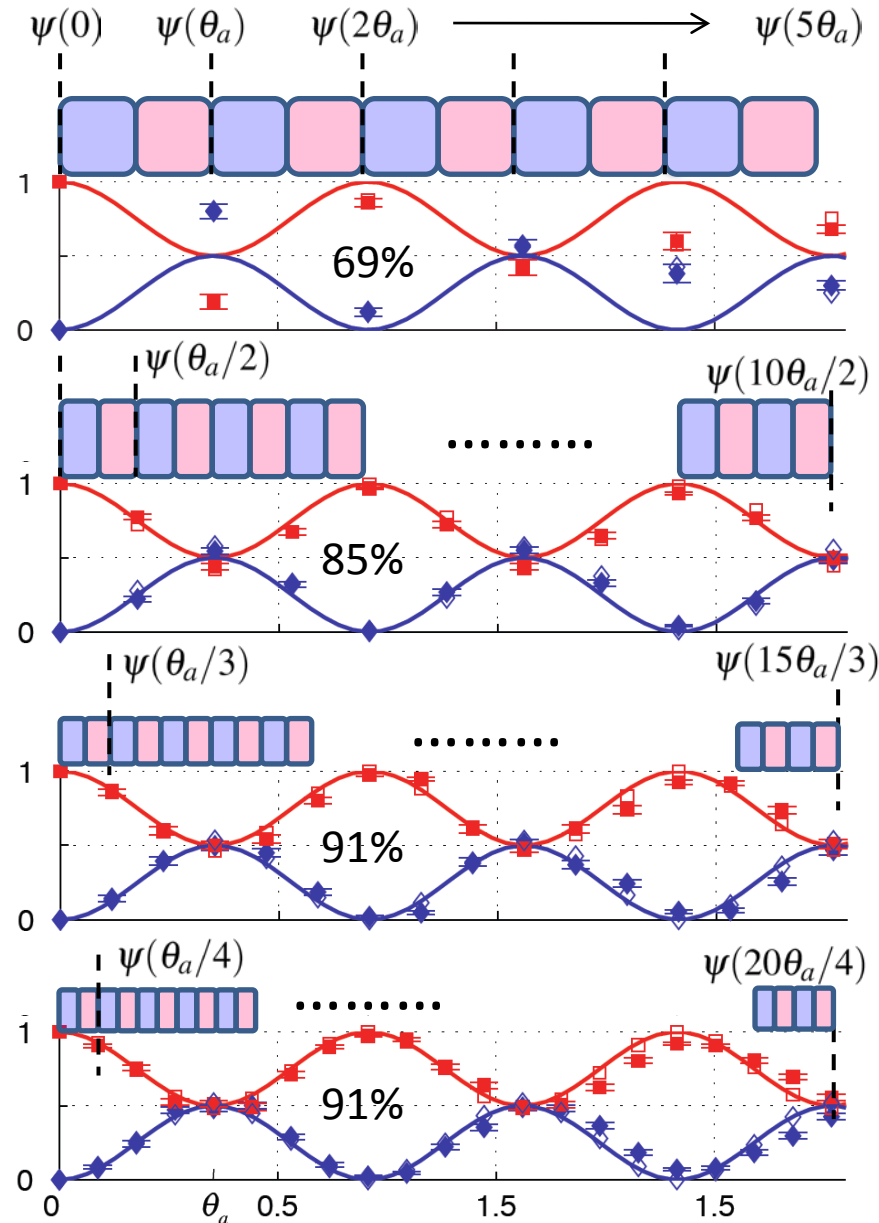 ψ(0) ψ(θₐ) ψ(2θₐ) ψ(5θₐ)
1
69%
0
ψ(θₐ/2) ψ(10θₐ/2)
1
85%
0
ψ(θₐ/3) ψ(15θₐ/3)
1
91%
0
ψ(θₐ/4) ψ(20θₐ/4)
1
91%
0
0 θₐ 0.5 1.5 1.5